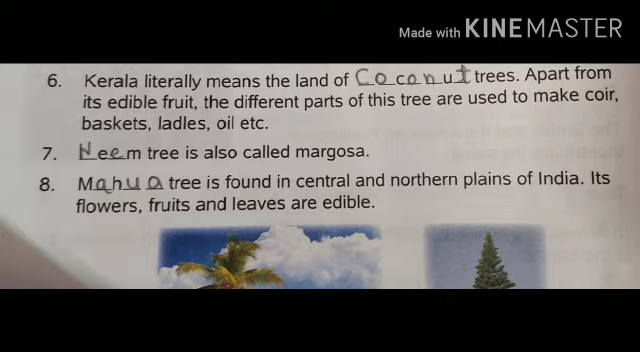 Made with KINEMASTER
6. Kerala literally means the land of Coconut trees. Apart from
its edible fruit, the different parts of this tree are used to make coir,
baskets, ladles, oil etc.
7. Neem tree is also called margosa.
8. Mahua tree is found in central and northern plains of India. Its
flowers, fruits and leaves are edible.